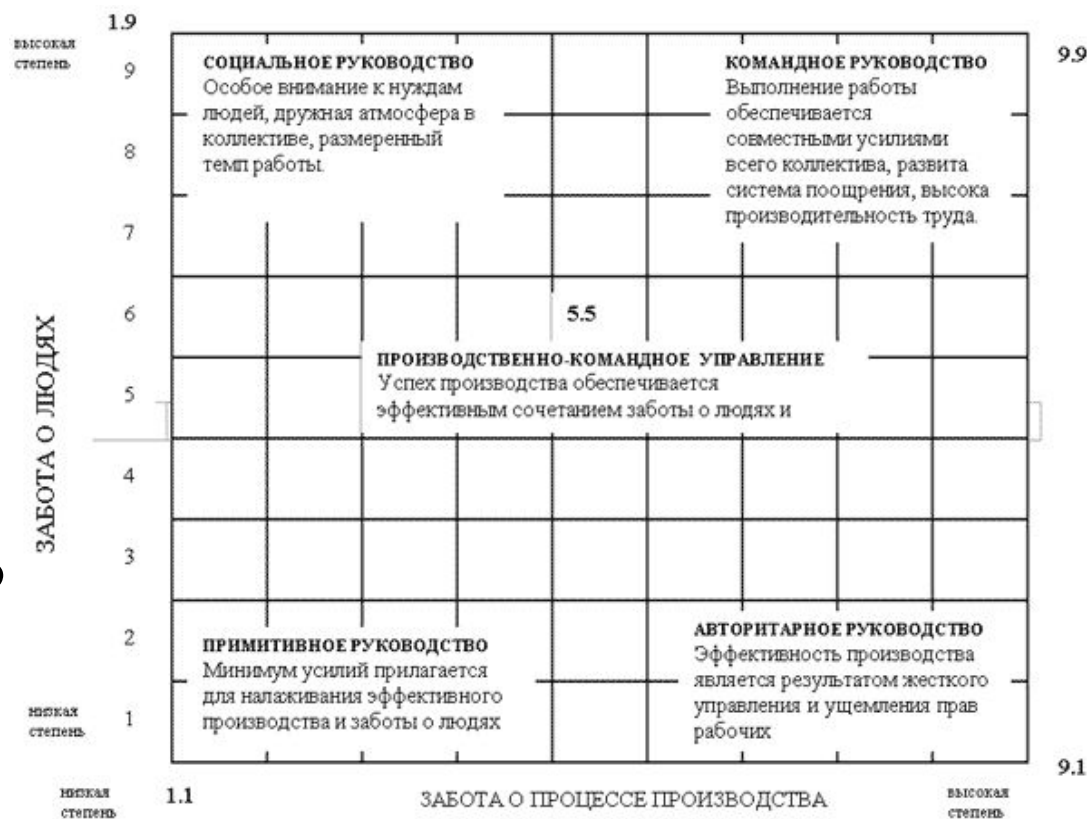 1.9
высокая
степень
9
8
7
6
5
4
3
2
1
низкая
степень
ЗАБОТА О ЛЮДЯХ
СОЦИАЛЬНОЕ РУКОВОДСТВО
Особое внимание к нуждам
людей, дружная атмосфера в
коллективе, размеренный
темп работы.
КОМАНДНОЕ РУКОВОДСТВО
Выполнение работы
обеспечивается
совместными усилиями
всего коллектива, развита
система поощрения, высока
производительность труда.
9.9
5.5
ПРОИЗВОДСТВЕННО-КОМАНДНОЕ УПРАВЛЕНИЕ
Успех производства обеспечивается
эффективным сочетанием заботы о людях и
ПРИМИТИВНОЕ РУКОВОДСТВО
Минимум усилий прилагается
для налаживания эффективного
производства и заботы о людях
АВТОРИТАРНОЕ РУКОВОДСТВО
Эффективность производства
является результатом жесткого
управления и ущемления прав
рабочих
9.1
низкая
степень
1.1
ЗАБОТА О ПРОЦЕССЕ ПРОИЗВОДСТВА
высокая
степень